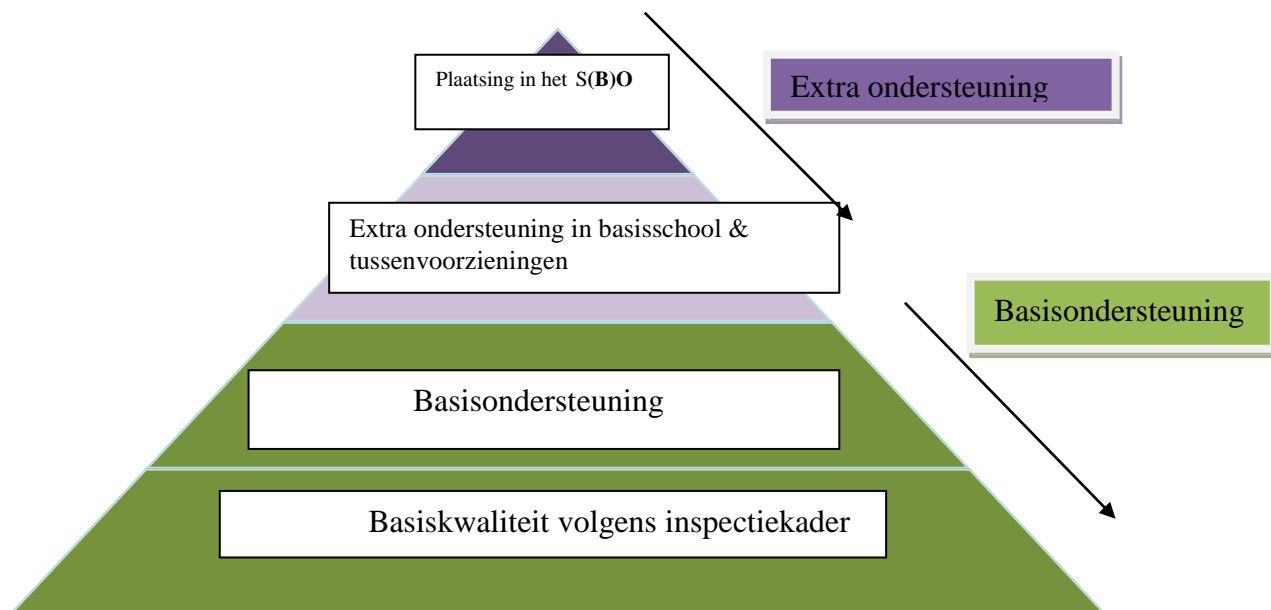 Plaatsing in het S(B)O
Extra ondersteuning
Extra ondersteuning in basisschool &
tussenvoorzieningen
Basisondersteuning
Basisondersteuning
Basiskwaliteit volgens inspectiekader